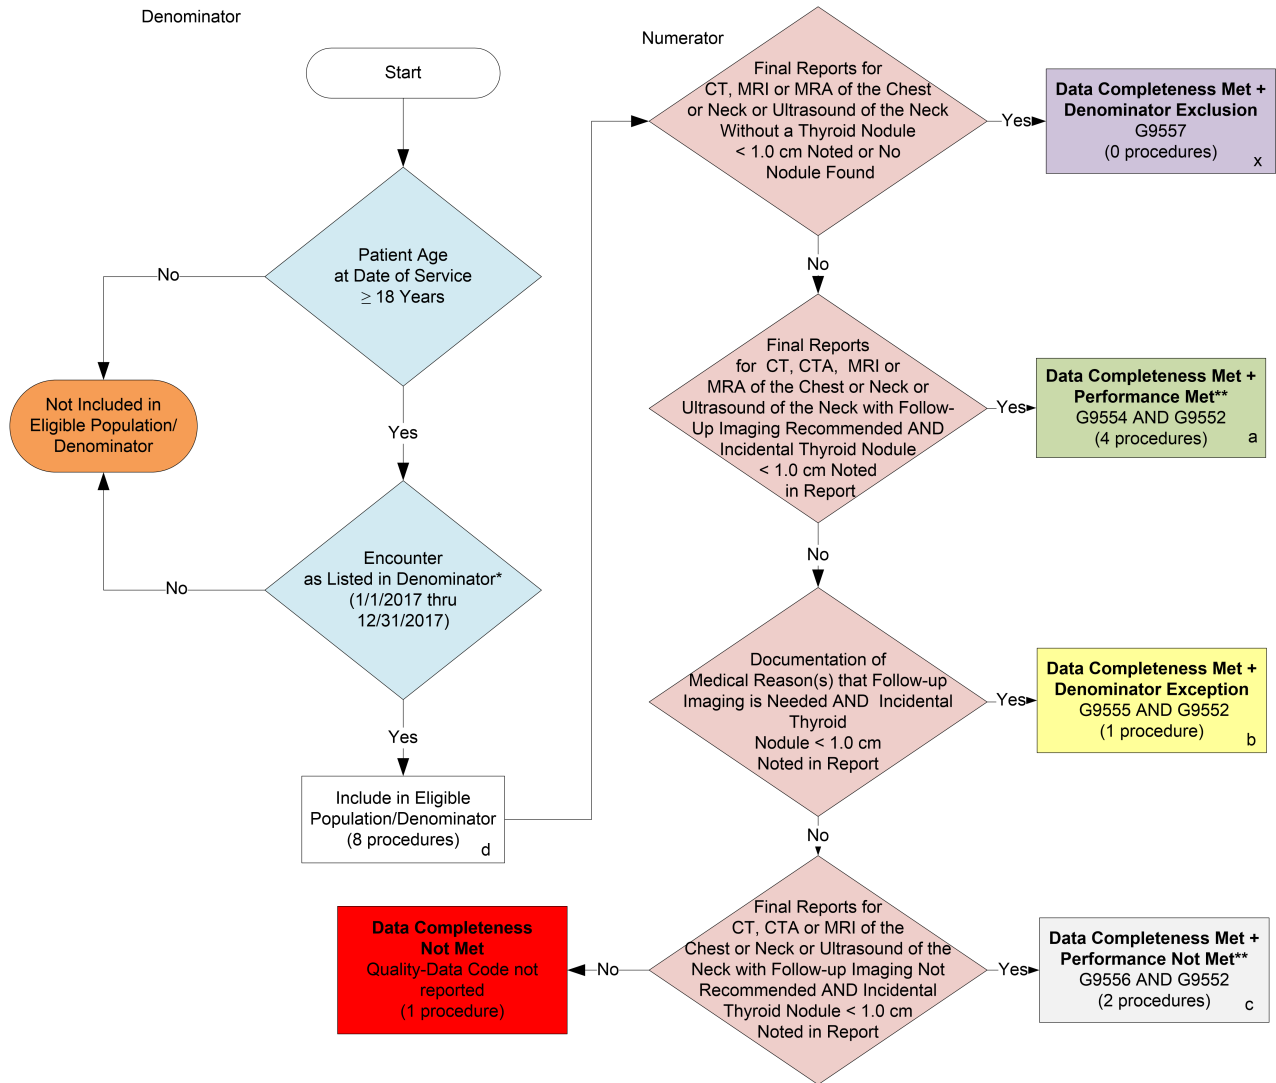 Denominator
Start
Patient Age
at Date of Service
≥ 18 Years
No
Not Included in
Eligible Population/
Denominator
Yes
Encounter
as Listed in Denominator*
(1/1/2017 thru
12/31/2017)
No
Yes
Include in Eligible
Population/Denominator
(8 procedures)
d
Numerator
Final Reports for
CT, MRI or MRA of the Chest
or Neck or Ultrasound of the Neck
Without a Thyroid Nodule
< 1.0 cm Noted or No
Nodule Found
Yes
Data Completeness Met +
Denominator Exclusion
G9557
(0 procedures)
x
No
Final Reports
for CT, CTA, MRI or
MRA of the Chest or Neck or
Ultrasound of the Neck with Follow-
Up Imaging Recommended AND
Incidental Thyroid Nodule
< 1.0 cm Noted
in Report
Yes
Data Completeness Met +
Performance Met**
G9554 AND G9552
(4 procedures)
a
No
Documentation of
Medical Reason(s) that Follow-up
Imaging is Needed AND Incidental
Thyroid
Nodule < 1.0 cm
Noted in Report
Yes
Data Completeness Met +
Denominator Exception
G9555 AND G9552
(1 procedure)
b
No
Final Reports for
CT, CTA or MRI of the
Chest or Neck or Ultrasound of the
Neck with Follow-up Imaging Not
Recommended AND Incidental
Thyroid Nodule < 1.0 cm
Noted in Report
Yes
Data Completeness Met +
Performance Not Met**
G9556 AND G9552
(2 procedures)
c
No
Data Completeness
Not Met
Quality-Data Code not
reported
(1 procedure)